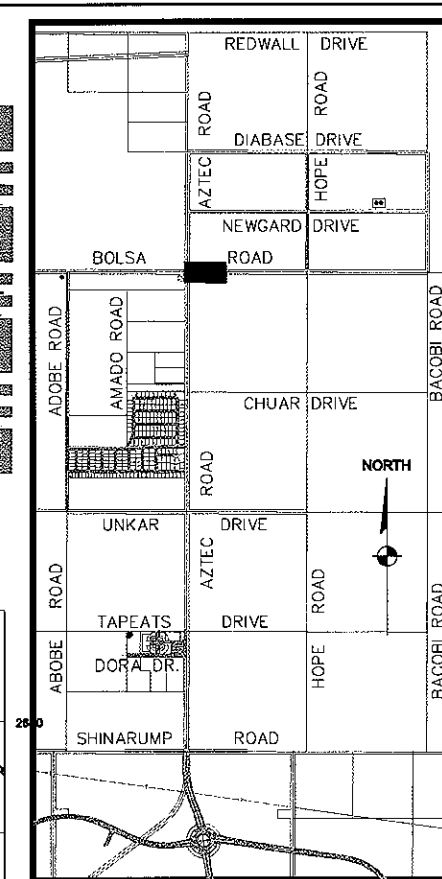 REDWALL DRIVE
ROAD
ROAD
DIABASE DRIVE
AZTEC
HOPE
NEWGARD DRIVE
BOLSA ROAD
ADOBE ROAD
AMADO ROAD
BACOBI ROAD
CHUAR DRIVE
ROAD
NORTH
UNKAR DRIVE
AZTEC
ROAD
ROAD
ROAD
TAPEATS DRIVE
ABOBE
DORA DR.
HOPE
BACOBI
SHINARUMP ROAD